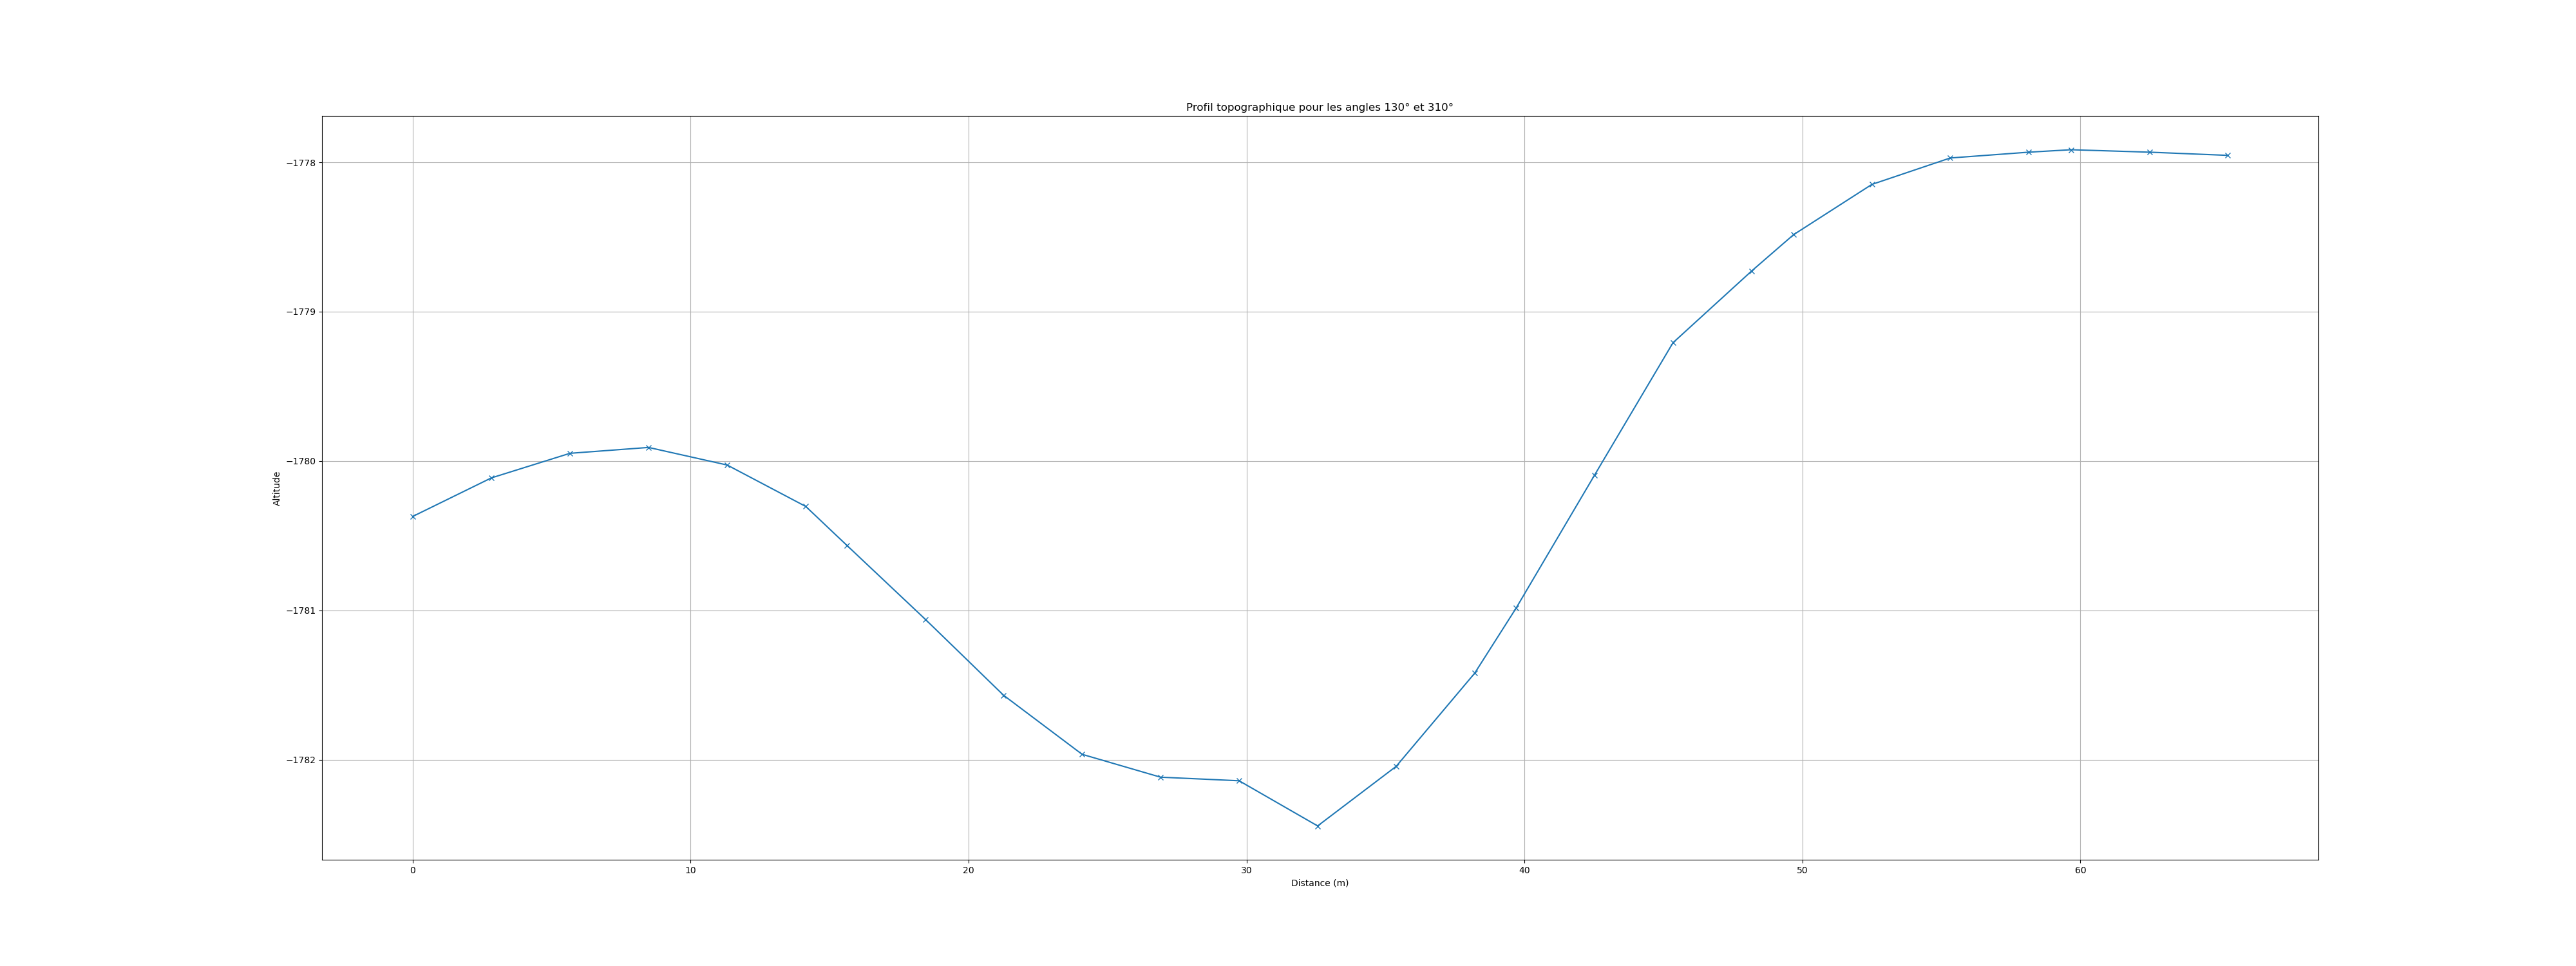 Profil topographique pour les angles 130° et 310°
−1778
−1779
−1780
−1781
−1782
Altitude
0 10 20 30 40 50 60
Distance (m)